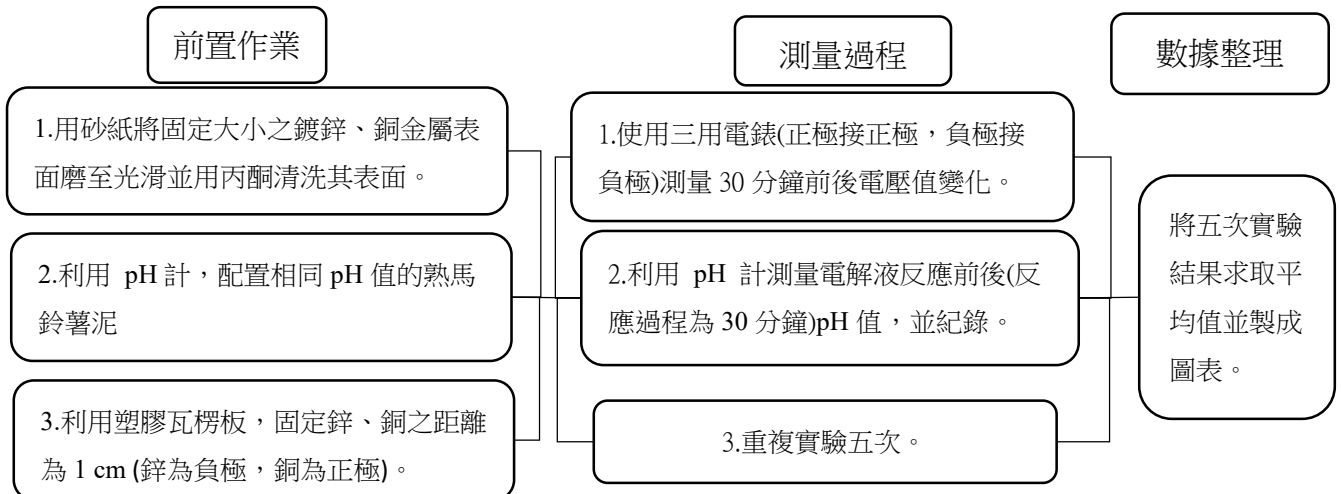 前置作業
1.用砂紙將固定大小之鍍鋅、銅金屬表
面磨至光滑並用丙酮清洗其表面。
2.利用 pH 計，配置相同 pH 值的熟馬
鈴薯泥
3.利用塑膠瓦楞板，固定鋅、銅之距離
為 1 cm (鋅為負極，銅為正極)。
測量過程
1.使用三用電錶(正極接正極，負極接
負極)測量 30 分鐘前後電壓值變化。
2.利用 pH 計測量電解液反應前後(反
應過程為 30 分鐘)pH 值，並紀錄。
3.重複實驗五次。
數據整理
將五次實驗
結果求取平
均值並製成
圖表。